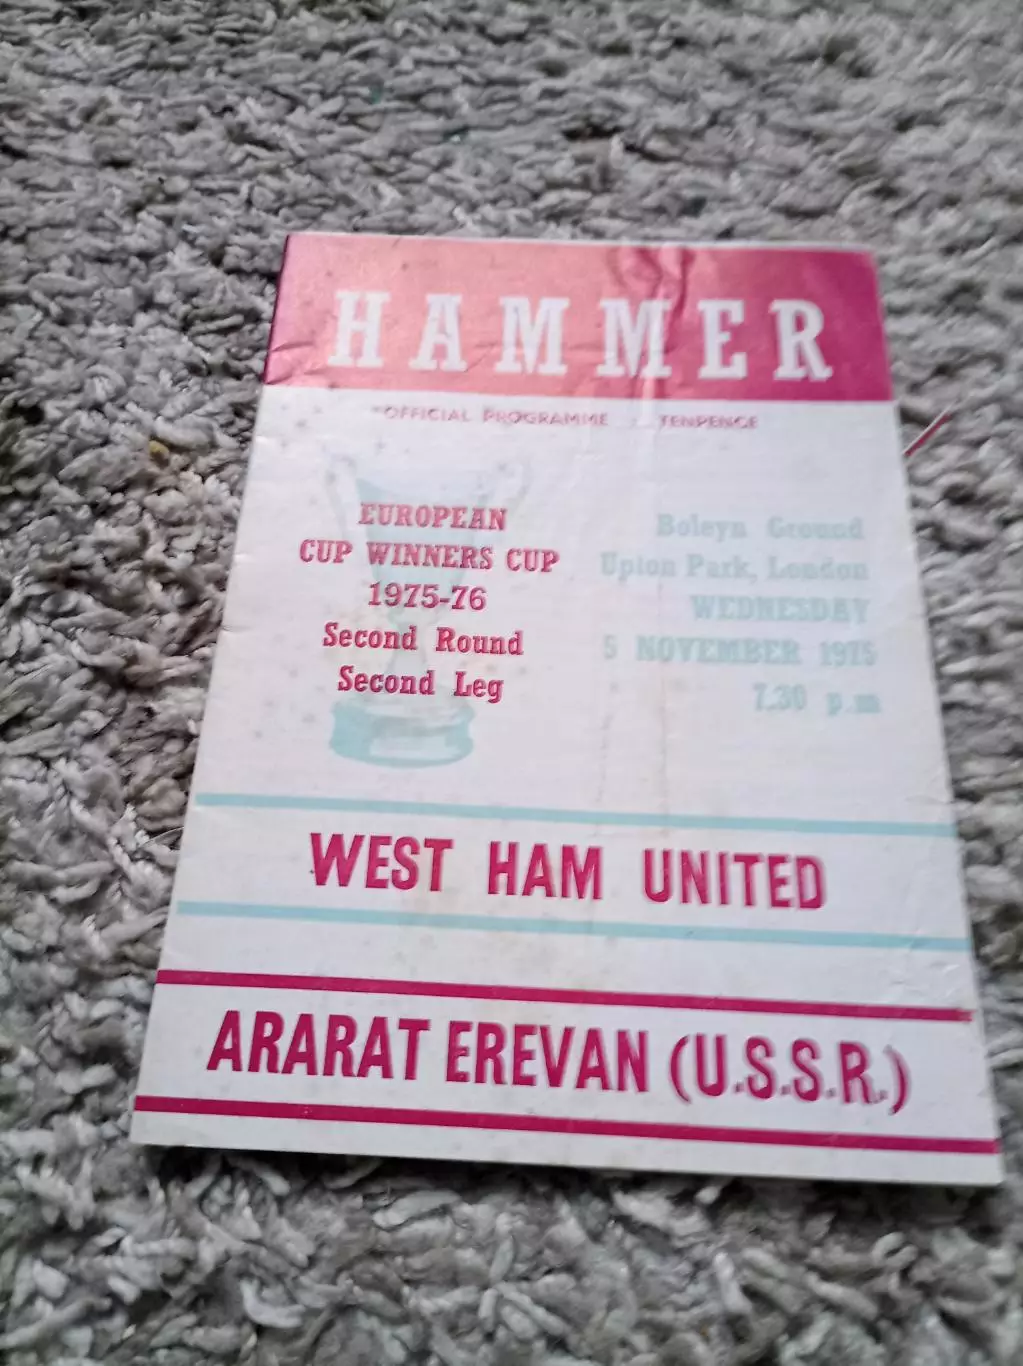 HAMMER
OFFICIAL PROGRAMME TENPENCE
EUROPEAN
CUP WINNERS CUP
1975-76
Second Round
Second Leg
Boleyn Ground
Upton Park, London
WEDNESDAY
5 NOVEMBER 1975
7.30 p.m
WEST HAM UNITED
ARARAT EREVAN (U.S.S.R.)